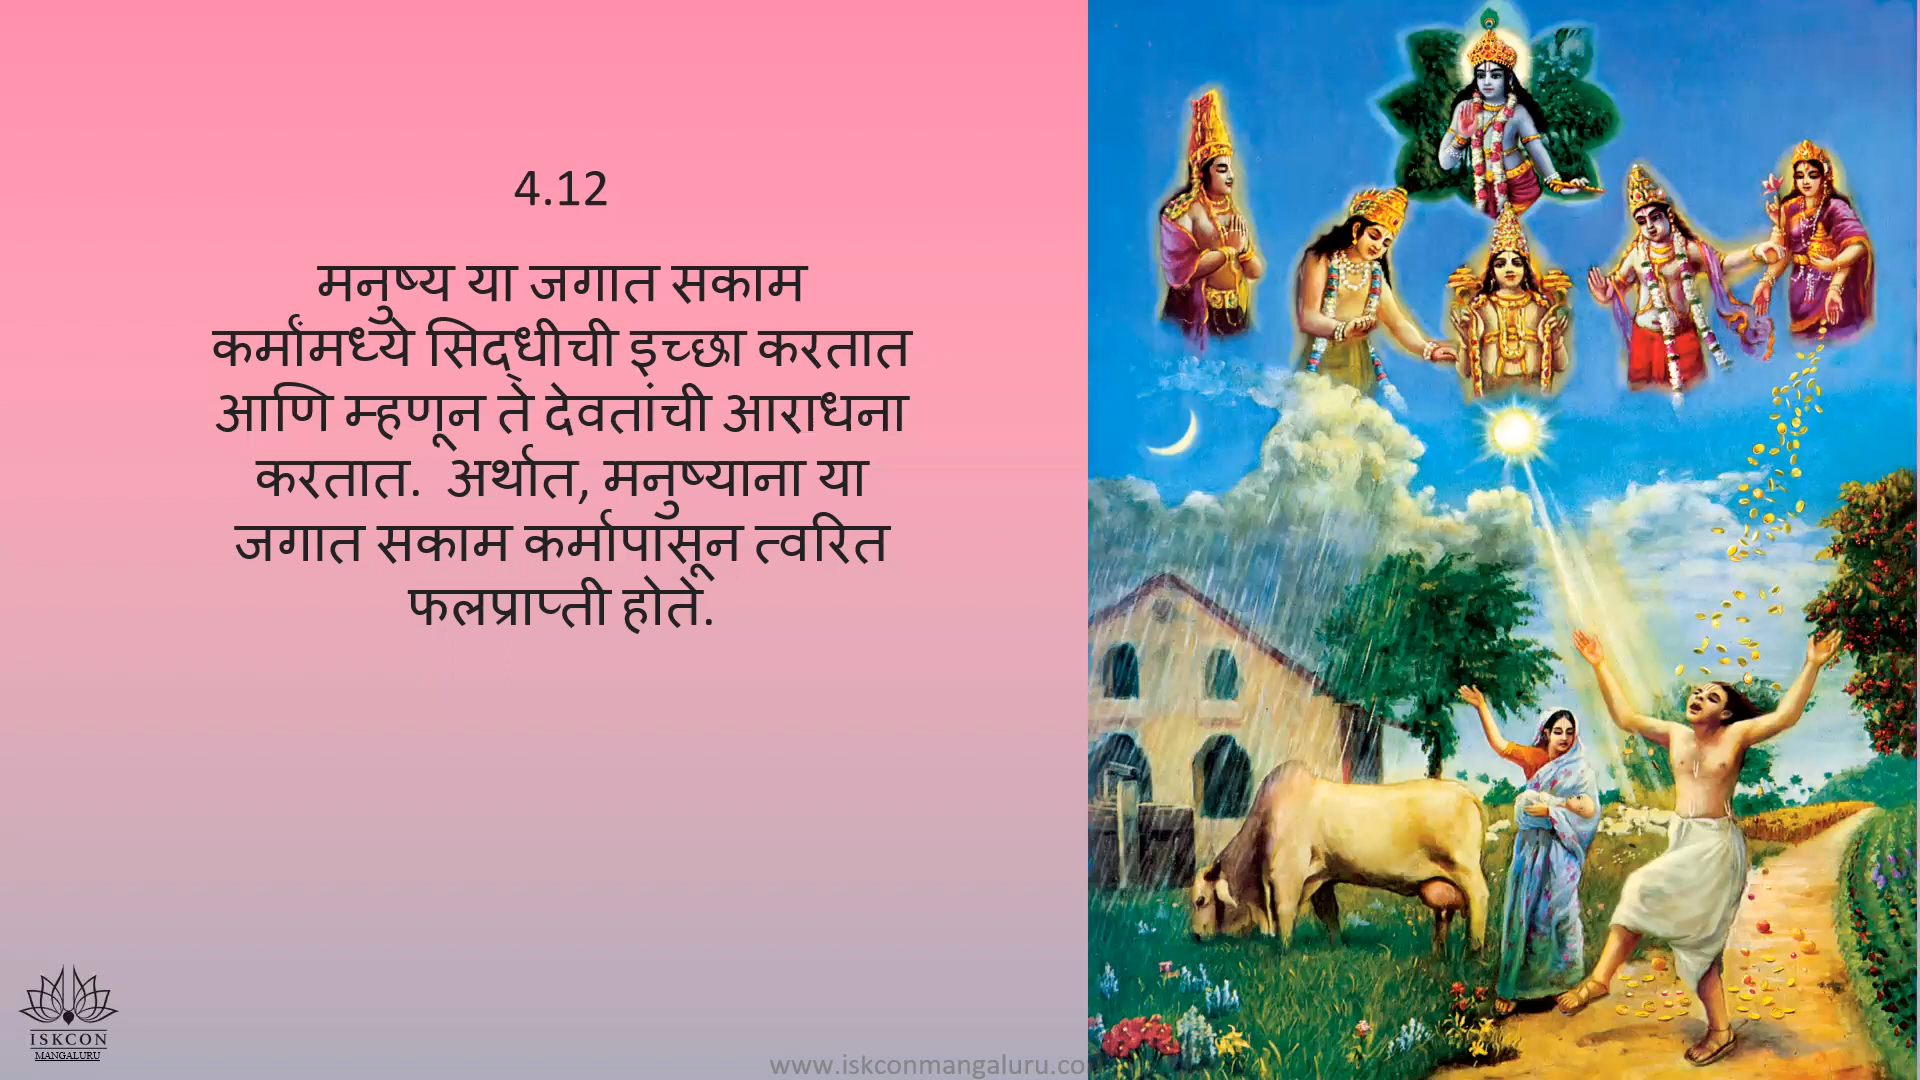 4.12
मनुष्य या जगात सकाम
कर्मांमध्ये सिद्धीची इच्छा करतात
आणि म्हणून ते देवतांची आराधना
करतात.  अर्थात, मनुष्याना या
जगात सकाम कर्मापासून त्वरित
फलप्राप्ती होते.
ISKCON
MANGALURU
www.iskconmangaluru.co